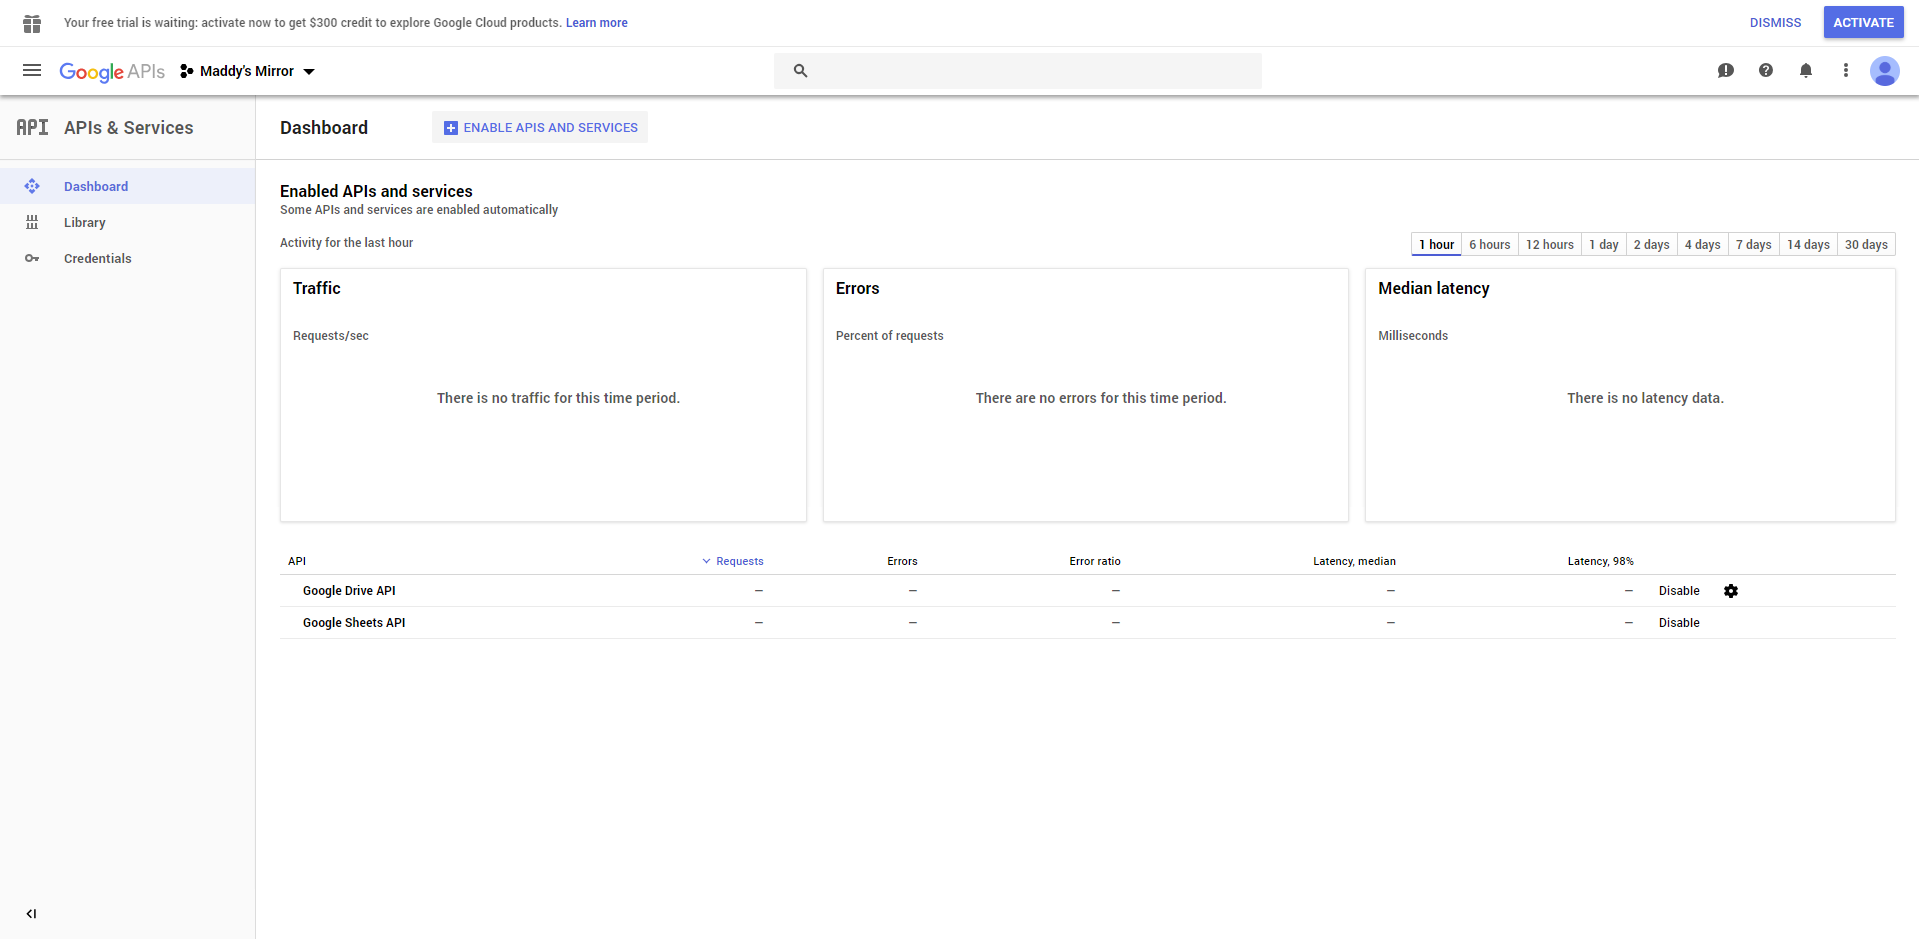 Your free trial is waiting: activate now to get $300 credit to explore Google Cloud products. Learn more
DISMISS
ACTIVATE
Google APIs
Maddy's Mirror
API APIs & Services
Dashboard
ENABLE APIS AND SERVICES
Dashboard
Library
Credentials
Enabled APIs and services
Some APIs and services are enabled automatically
Activity for the last hour
1 hour 6 hours 12 hours 1 day 2 days 4 days 7 days 14 days 30 days
Traffic
Requests/sec
There is no traffic for this time period.
Errors
Percent of requests
There are no errors for this time period.
Median latency
Milliseconds
There is no latency data.
API Requests Errors Error ratio Latency, median Latency, 98%
Google Drive API — — — — — Disable
Google Sheets API — — — — — Disable